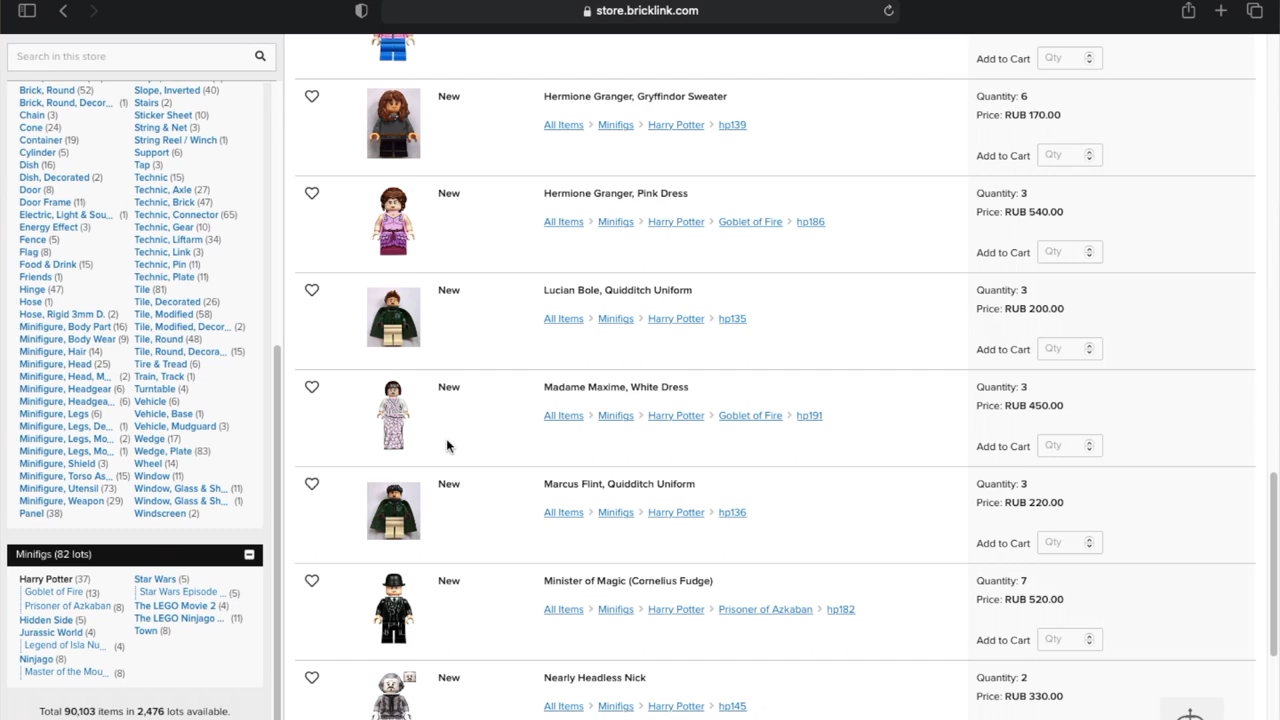 store.bricklink.com
Search in this store
Brick, Round (52)
Brick, Round, Decor... (1)
Chain (3)
Cone (24)
Container (19)
Cylinder (5)
Dish (16)
Dish, Decorated (2)
Door (8)
Door Frame (11)
Electric, Light & Sou... (1)
Energy Effect (3)
Fence (5)
Flag (8)
Food & Drink (15)
Friends (1)
Hinge (47)
Hose (1)
Hose, Rigid 3mm D. (2)
Minifigure, Body Part (16)
Minifigure, Body Wear (9)
Minifigure, Hair (14)
Minifigure, Head (25)
Minifigure, Head, M... (2)
Minifigure, Headgear (6)
Minifigure, Headgea... (6)
Minifigure, Legs (6)
Minifigure, Legs, De... (1)
Minifigure, Legs, Mo... (2)
Minifigure, Legs, Mo... (1)
Minifigure, Shield (3)
Minifigure, Torso As... (15)
Minifigure, Utensil (73)
Minifigure, Weapon (29)
Panel (38)
Slope, Inverted (40)
Stairs (2)
Sticker Sheet (10)
String & Net (3)
String Reel / Winch (1)
Support (6)
Tap (3)
Technic (15)
Technic, Axle (27)
Technic, Brick (47)
Technic, Connector (65)
Technic, Gear (10)
Technic, Liftarm (34)
Technic, Link (3)
Technic, Pin (11)
Technic, Plate (11)
Tile (81)
Tile, Decorated (26)
Tile, Modified (58)
Tile, Modified, Decor... (2)
Tile, Round (48)
Tile, Round, Decora... (15)
Tire & Tread (6)
Train, Track (1)
Turntable (4)
Vehicle (6)
Vehicle, Base (1)
Vehicle, Mudguard (3)
Wedge (17)
Wedge, Plate (83)
Wheel (14)
Window (11)
Window, Glass & Sh... (11)
Window, Glass & Sh... (1)
Windscreen (2)
Minifigs (82 lots)
Harry Potter (37)
Goblet of Fire (13)
Prisoner of Azkaban (8)
Hidden Side (5)
Jurassic World (4)
Legend of Isla Nu... (4)
Ninjago (8)
Master of the Mou... (8)
Star Wars (5)
Star Wars Episode ... (5)
The LEGO Movie 2 (4)
The LEGO Ninjago ... (11)
Town (8)
Total 90,103 items in 2,476 lots available.
Add to Cart Qty
New
Hermione Granger, Gryffindor Sweater
All Items > Minifigs > Harry Potter > hp139
Quantity: 6
Price: RUB 170.00
Add to Cart Qty
New
Hermione Granger, Pink Dress
All Items > Minifigs > Harry Potter > Goblet of Fire > hp186
Quantity: 3
Price: RUB 540.00
Add to Cart Qty
New
Lucian Bole, Quidditch Uniform
All Items > Minifigs > Harry Potter > hp135
Quantity: 3
Price: RUB 200.00
Add to Cart Qty
New
Madame Maxime, White Dress
All Items > Minifigs > Harry Potter > Goblet of Fire > hp191
Quantity: 3
Price: RUB 450.00
Add to Cart Qty
New
Marcus Flint, Quidditch Uniform
All Items > Minifigs > Harry Potter > hp136
Quantity: 3
Price: RUB 220.00
Add to Cart Qty
New
Minister of Magic (Cornelius Fudge)
All Items > Minifigs > Harry Potter > Prisoner of Azkaban > hp182
Quantity: 7
Price: RUB 520.00
Add to Cart Qty
New
Nearly Headless Nick
All Items > Minifigs > Harry Potter > hp145
Quantity: 2
Price: RUB 330.00